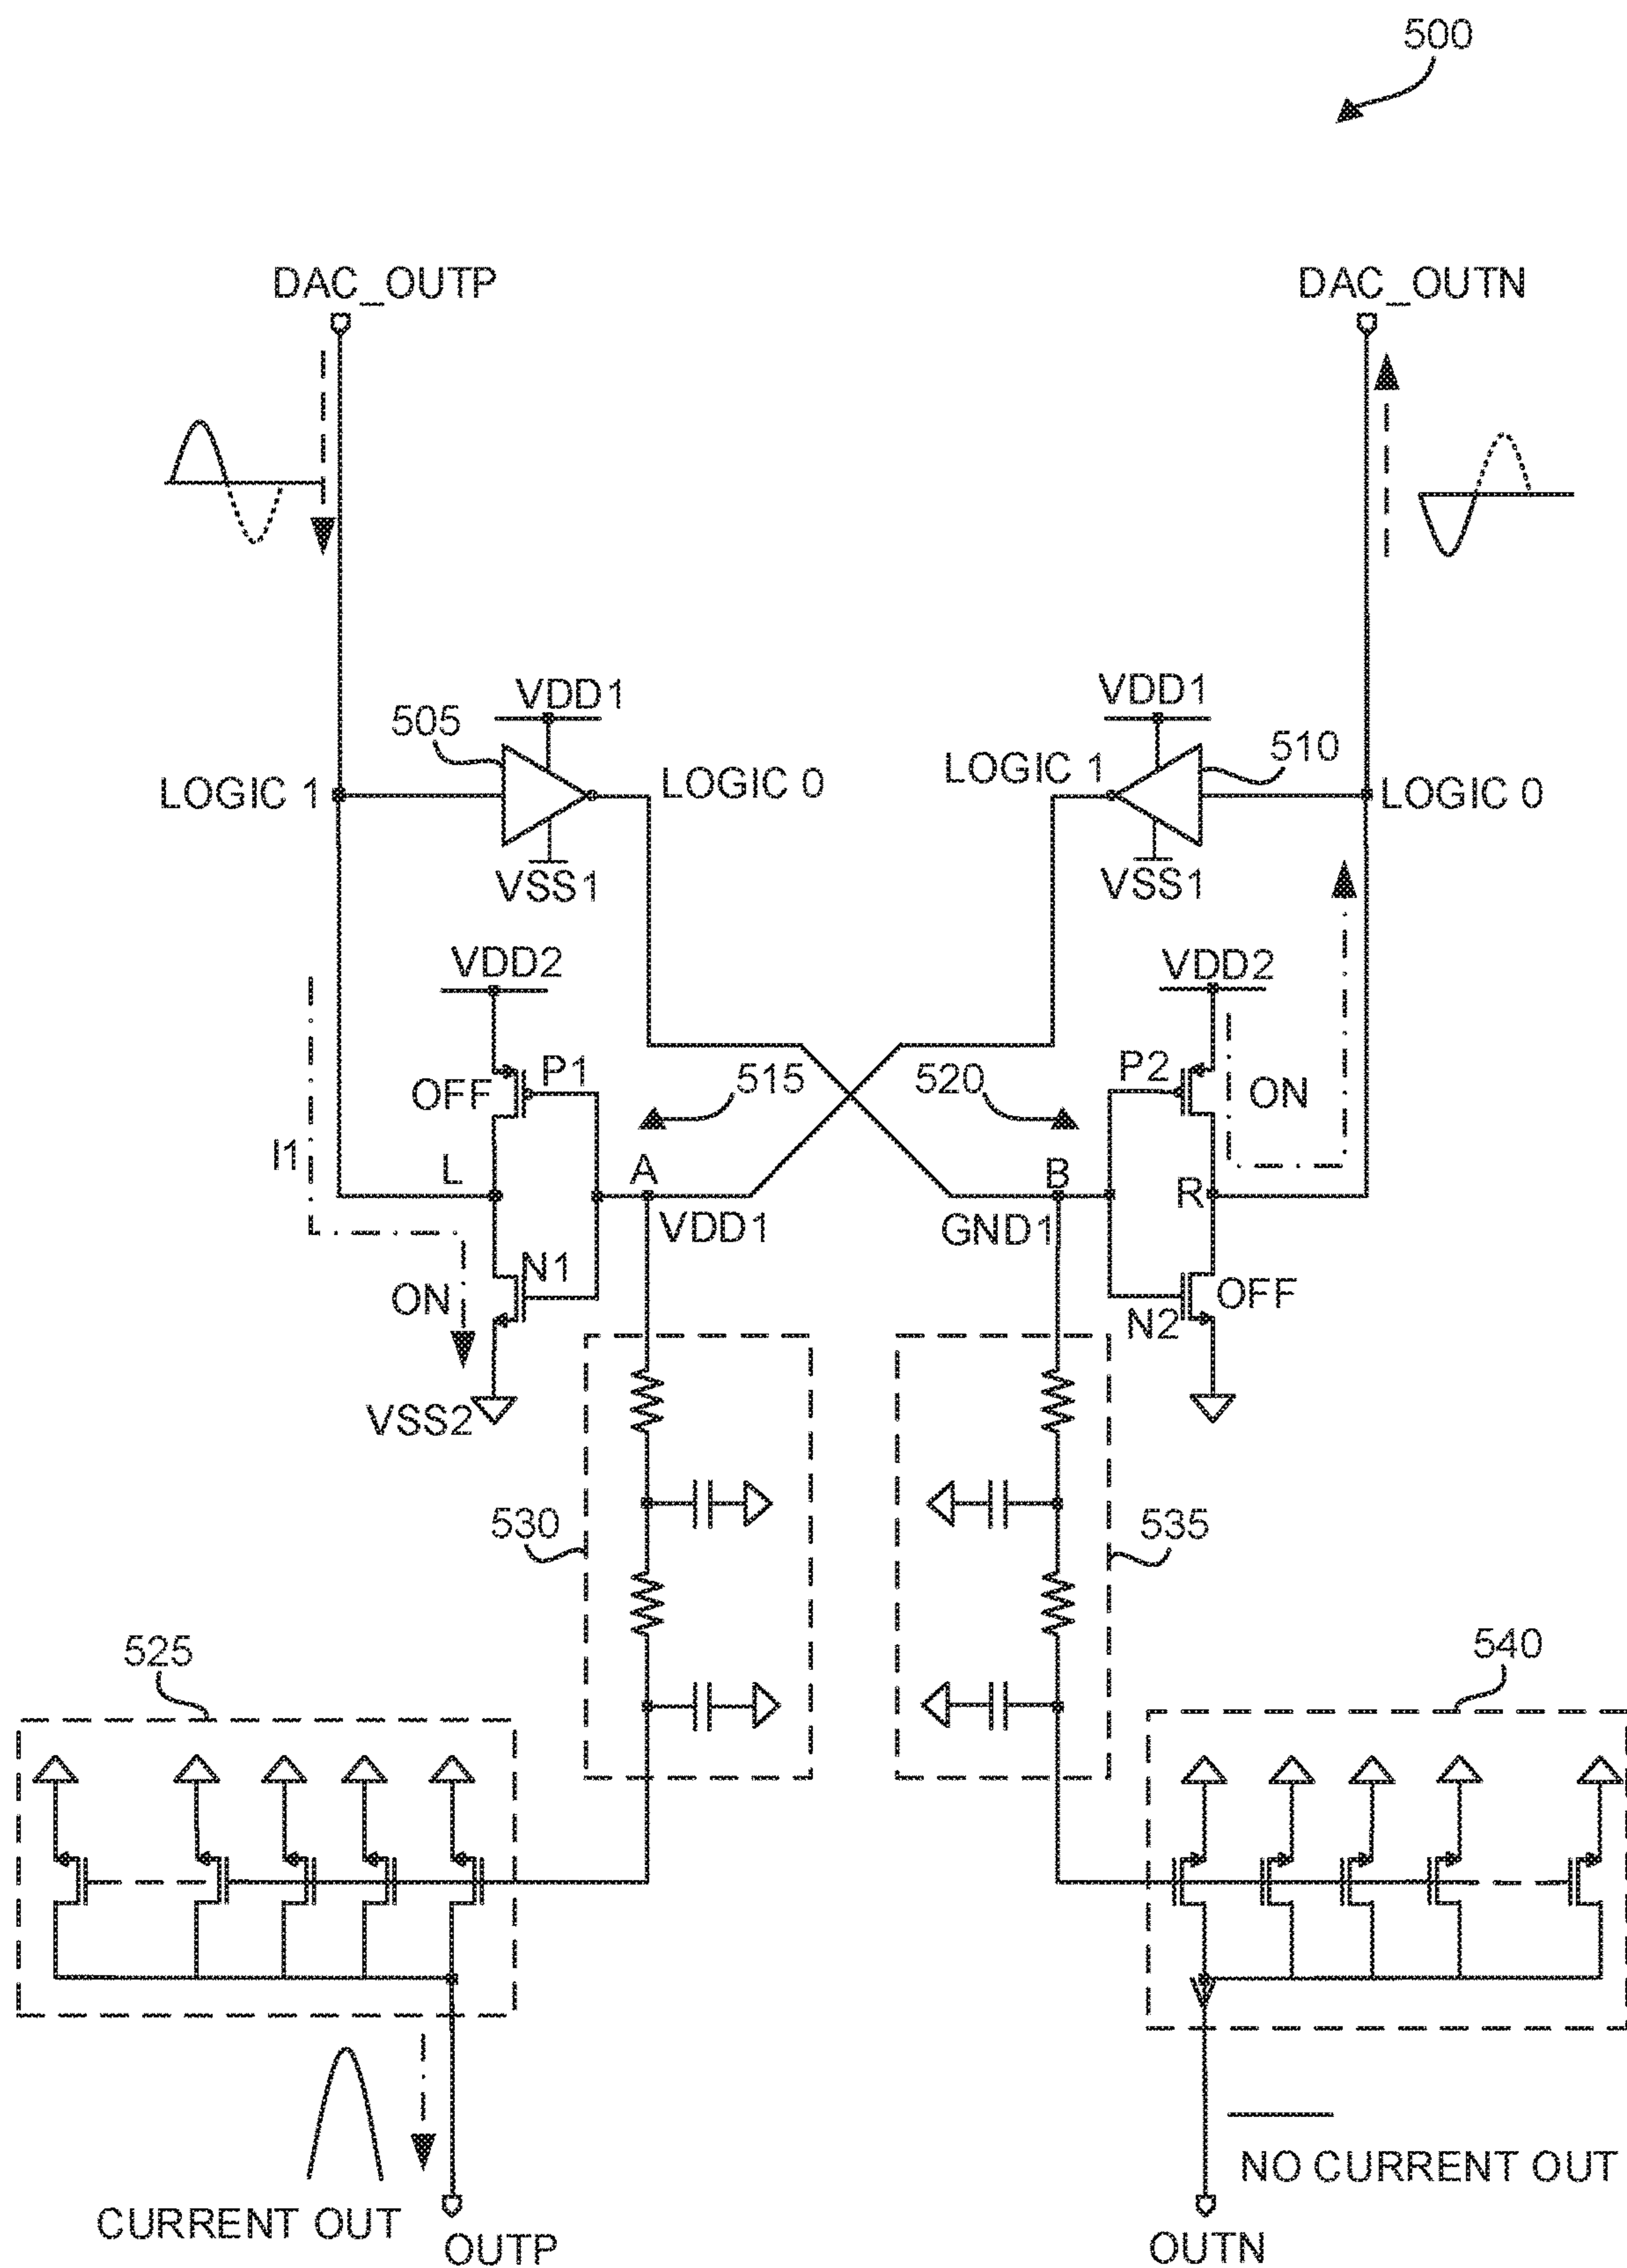 500
DAC_OUTP
DAC_OUTN
VDD1
VDD1
505
510
LOGIC 1
LOGIC 0
LOGIC 1
LOGIC 0
VSS1
VSS1
VDD2
VDD2
OFF
P1
515
520
P2
ON
I1
L
A
B
R
VDD1
GND1
ON
N1
N2
OFF
VSS2
530
535
525
540
CURRENT OUT
NO CURRENT OUT
OUTP
OUTN